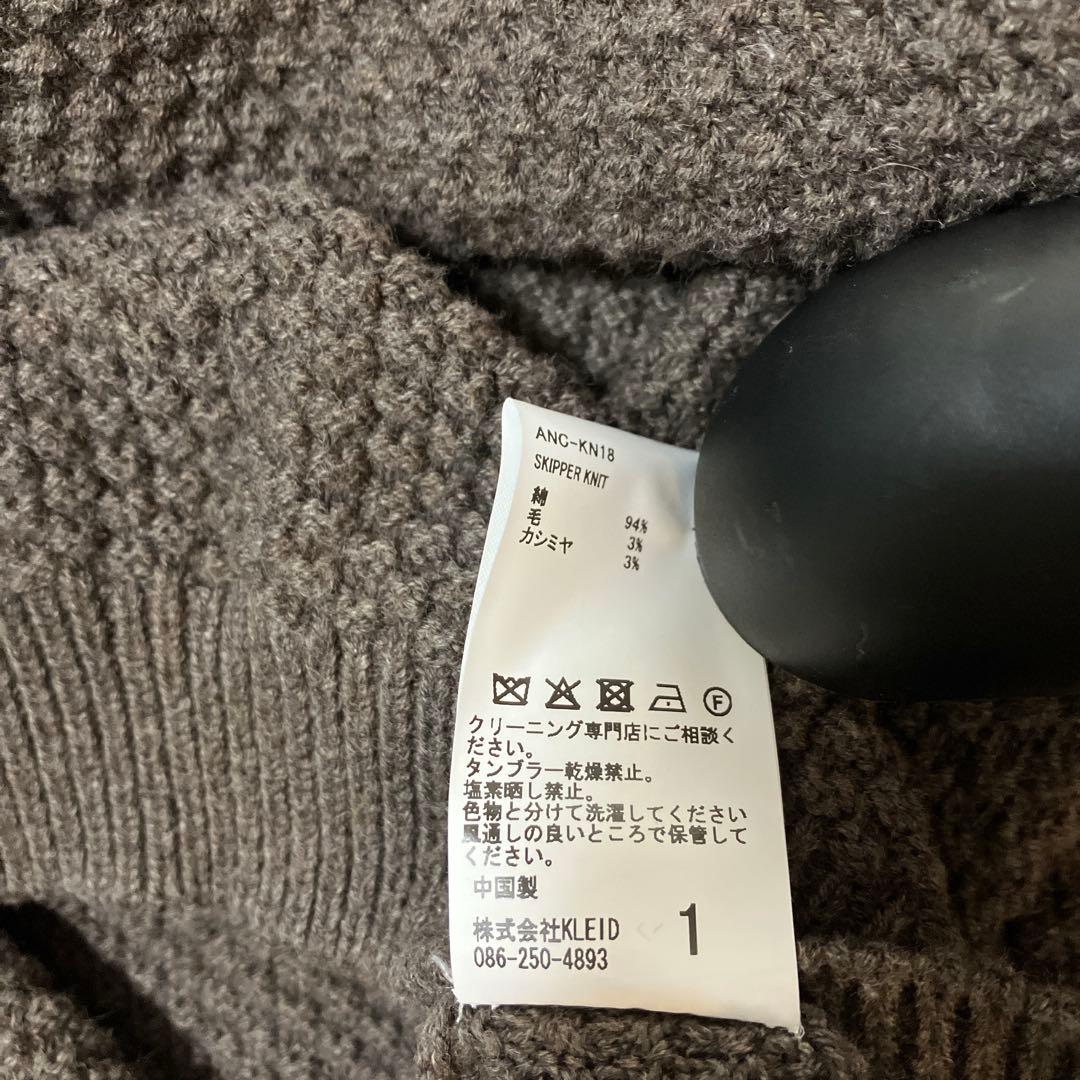 ANC-KN18
SKIPPER KNIT
綿 94%
毛 3%
カシミヤ 3%
F
クリーニング専門店にご相談く
ださい。
タンブラー乾燥禁止。
塩素晒し禁止。
色物と分けて洗濯してください
風通しの良いところで保管して
ください。
中国製
株式会社KLEID
1
086-250-4893